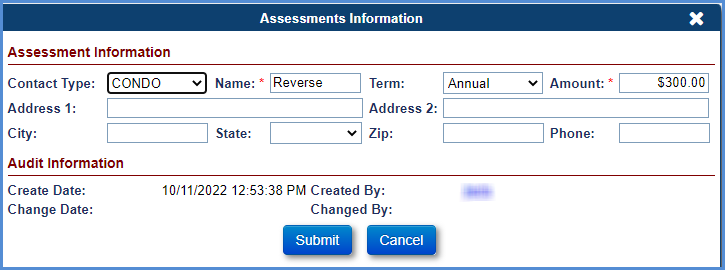 Assessments Information
Assessment Information
Contact Type: CONDO Name: * Reverse Term: Annual Amount: * $300.00
Address 1: Address 2:
City: State: Zip: Phone:
Audit Information
Create Date: 10/11/2022 12:53:38 PM Created By:
Change Date: Changed By:
Submit Cancel